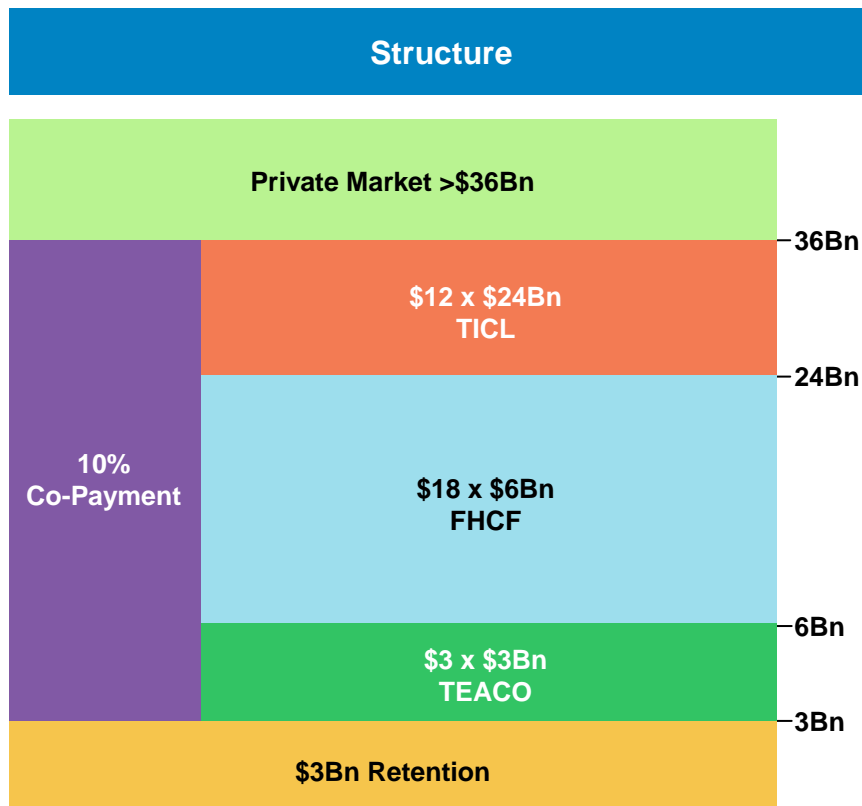 Structure
Private Market >$36Bn
36Bn
$12 x $24Bn
TICL
24Bn
10%
Co-Payment
$18 x $6Bn
FHCF
6Bn
$3 x $3Bn
TEACO
3Bn
$3Bn Retention